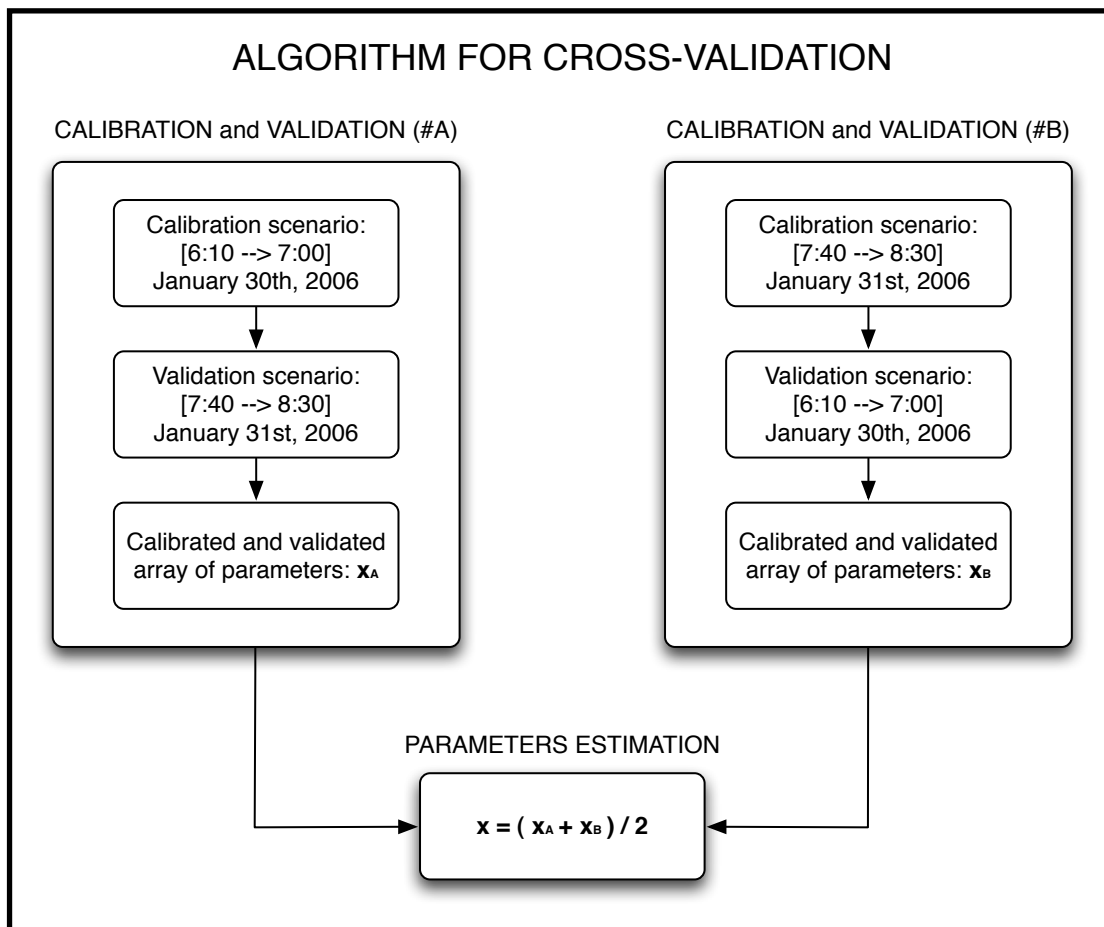 ALGORITHM FOR CROSS-VALIDATION
CALIBRATION and VALIDATION (#A)
Calibration scenario:
[6:10 --> 7:00]
January 30th, 2006
Validation scenario:
[7:40 --> 8:30]
January 31st, 2006
Calibrated and validated
array of parameters: xA
CALIBRATION and VALIDATION (#B)
Calibration scenario:
[7:40 --> 8:30]
January 31st, 2006
Validation scenario:
[6:10 --> 7:00]
January 30th, 2006
Calibrated and validated
array of parameters: xB
PARAMETERS ESTIMATION
x = ( xA + xB ) / 2